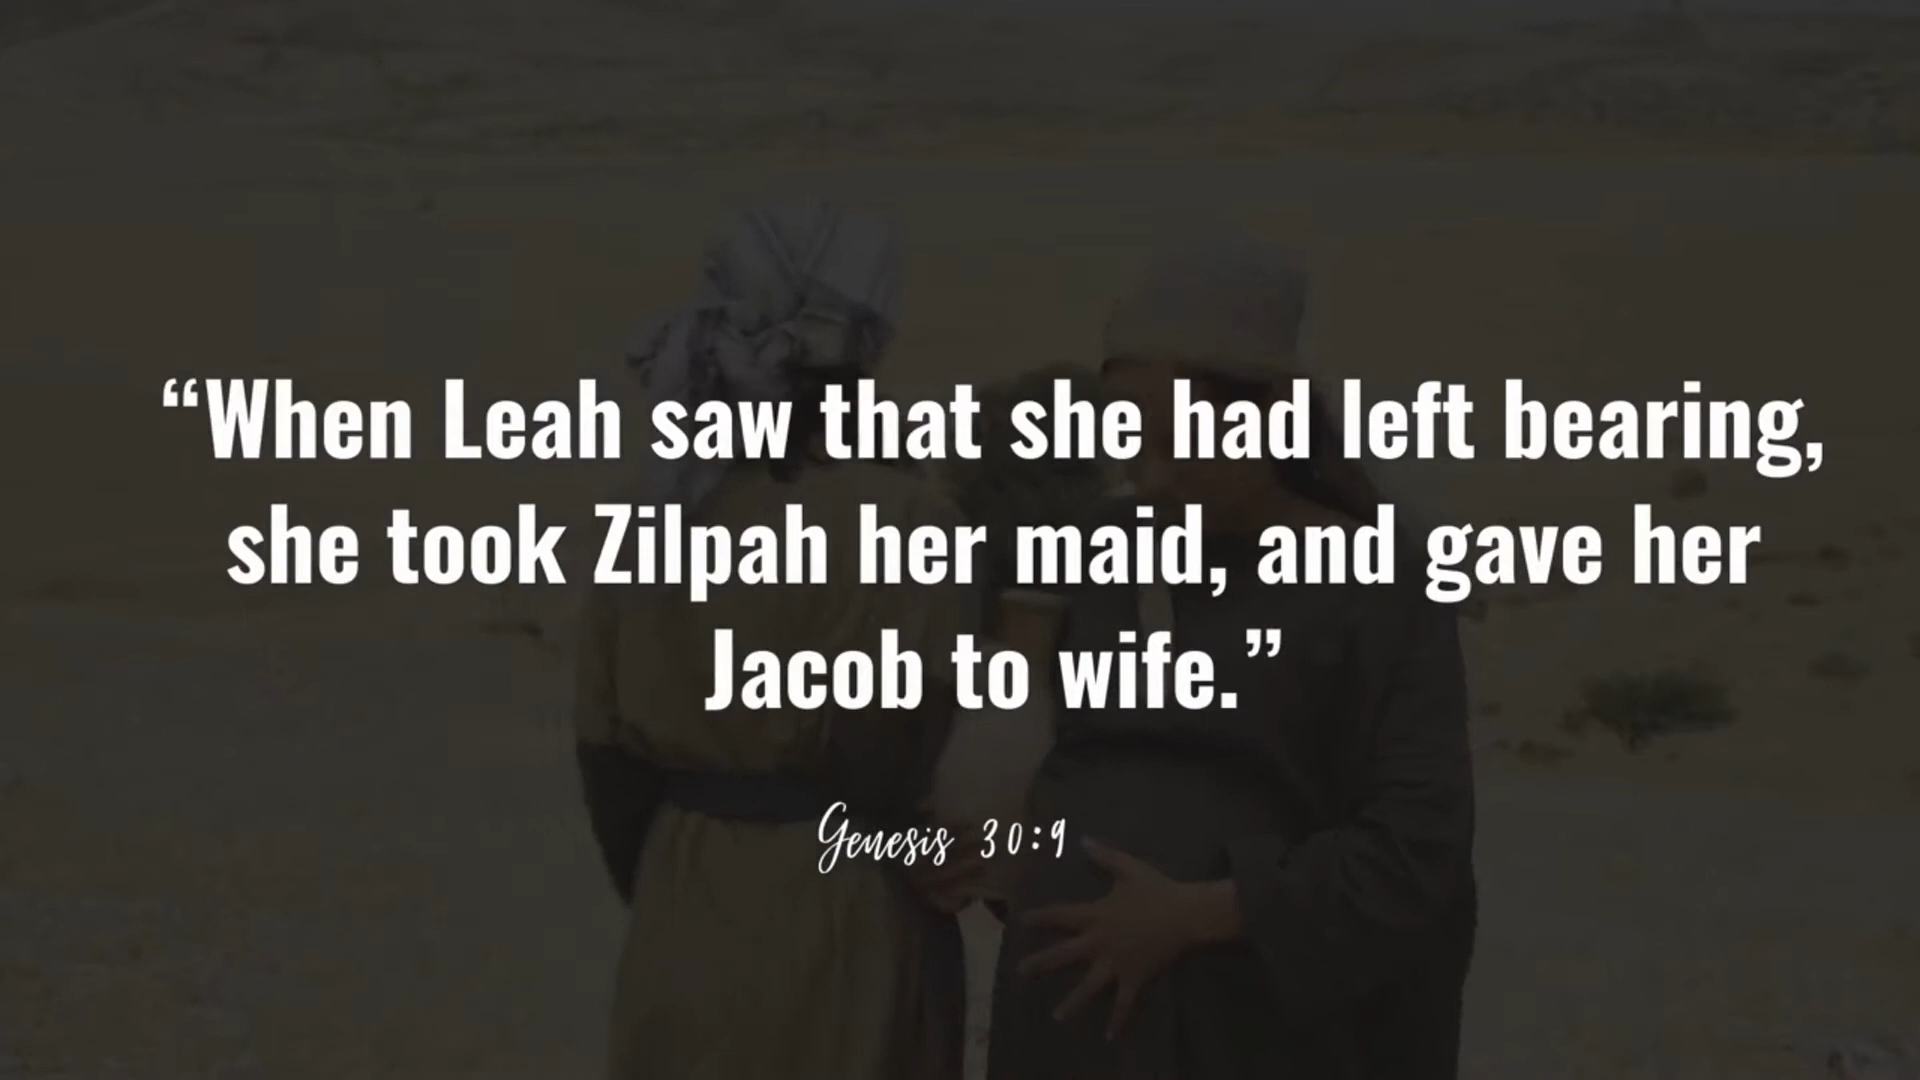 “When Leah saw that she had left bearing,
she took Zilpah her maid, and gave her
Jacob to wife.”
Genesis 30:9